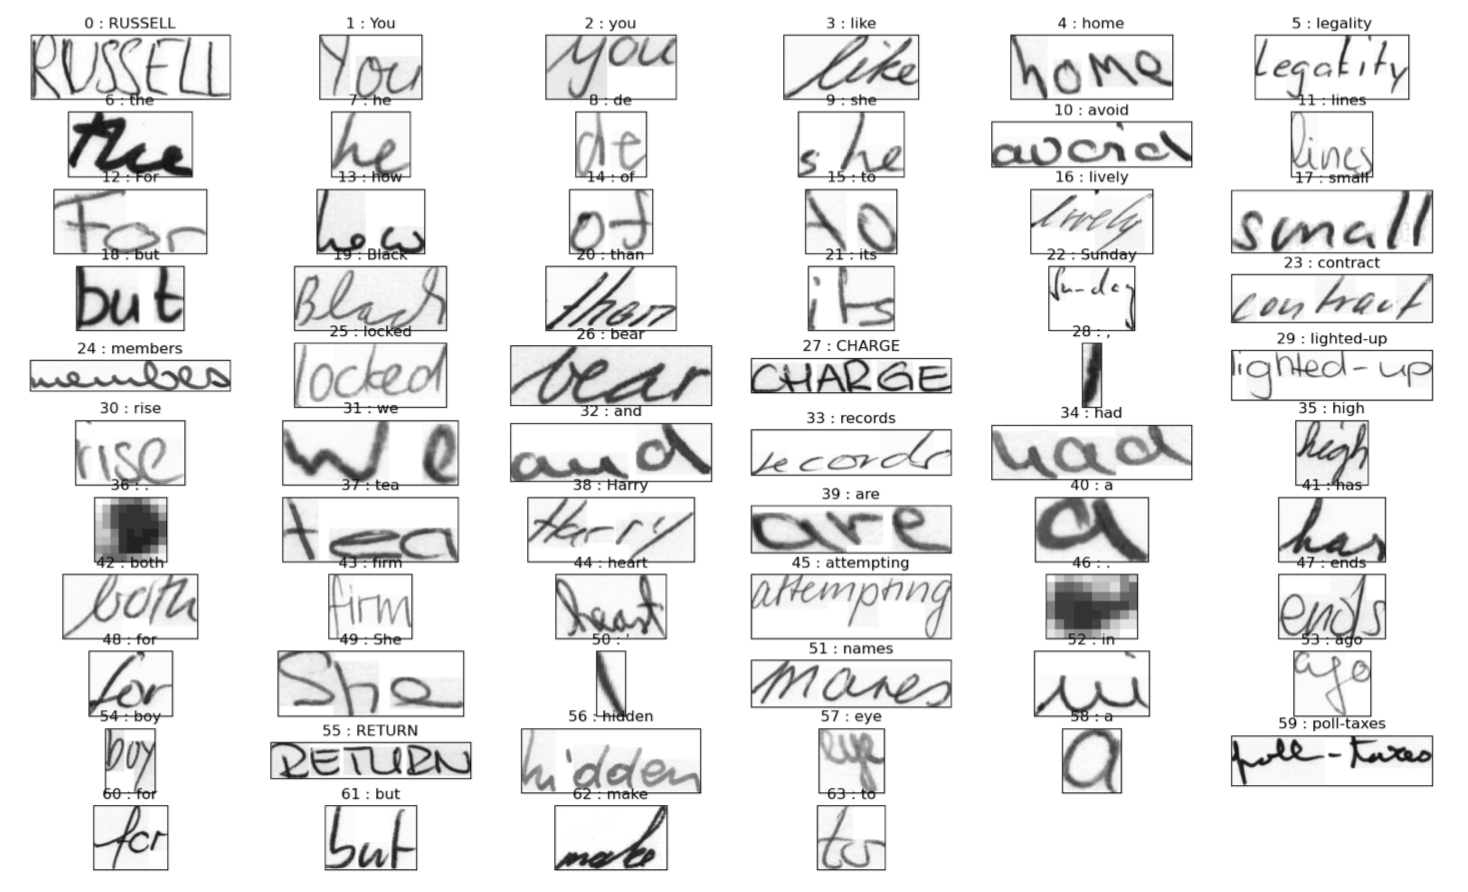 0 : RUSSELL 1 : You 2 : you 3 : like 4 : home 5 : legality
RUSSELL You you like home legality
6 : the 7 : he 8 : de 9 : she 10 : avoid 11 : lines
the he de she avoid lines
12 : For 13 : how 14 : of 15 : to 16 : lively 17 : small
For how of to lively small
18 : but 19 : Black 20 : than 21 : its 22 : Sunday 23 : contract
but Black than its Sunday contract
24 : members 25 : locked 26 : bear 27 : CHARGE 28 : , 29 : lighted-up
members locked bear CHARGE , lighted-up
30 : rise 31 : we 32 : and 33 : records 34 : had 35 : high
rise we and records had high
36 : . 37 : tea 38 : Harry 39 : are 40 : a 41 : has
. tea Harry are a has
42 : both 43 : firm 44 : heart 45 : attempting 46 : . 47 : ends
both firm heart attempting . ends
48 : for 49 : She 50 : ' 51 : names 52 : in 53 : ago
for She ' names in ago
54 : boy 55 : RETURN 56 : hidden 57 : eye 58 : a 59 : poll-taxes
boy RETURN hidden eye a poll-taxes
60 : for 61 : but 62 : make 63 : to
for but make to